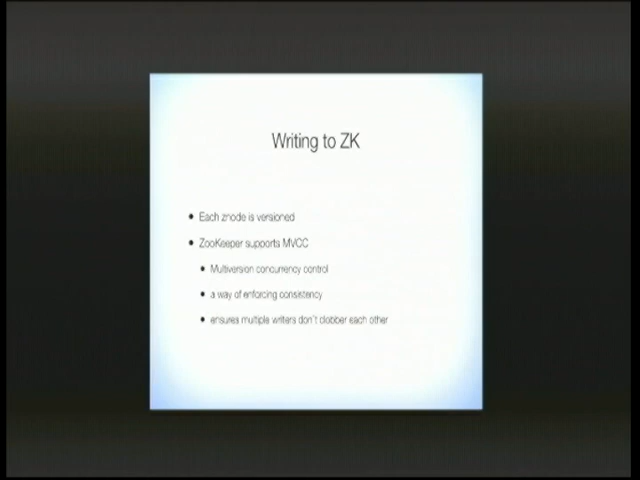 Writing to ZK
• Each znode is versioned
• ZooKeeper supports MVCC
• Multiversion concurrency control
• a way of enforcing consistency
• ensures multiple writers don't clobber each other